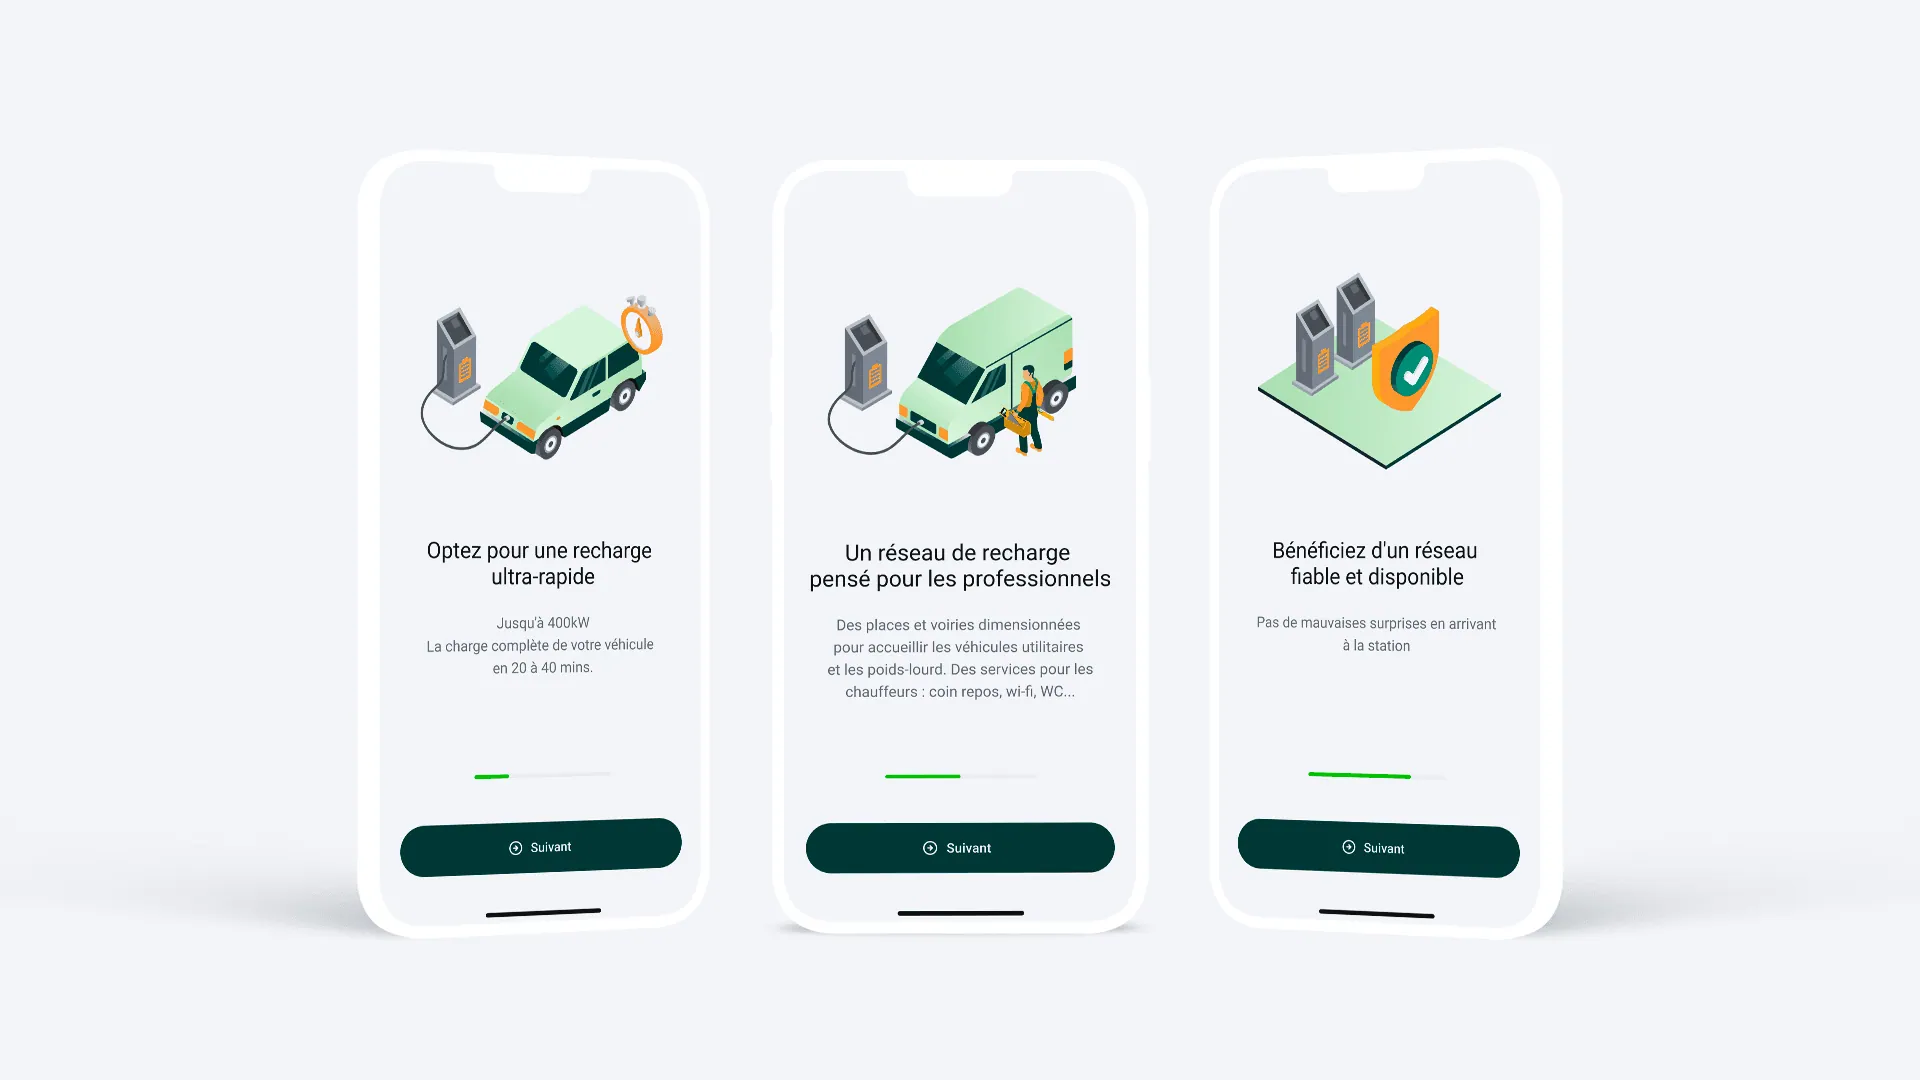 Optez pour une recharge
ultra-rapide
Jusqu'à 400kW
La charge complète de votre véhicule
en 20 à 40 mins.
Suivant
Un réseau de recharge
pensé pour les professionnels
Des places et voiries dimensionnées
pour accueillir les véhicules utilitaires
et les poids-lourd. Des services pour les
chauffeurs : coin repos, wi-fi, WC...
Suivant
Bénéficiez d'un réseau
fiable et disponible
Pas de mauvaises surprises en arrivant
à la station
Suivant